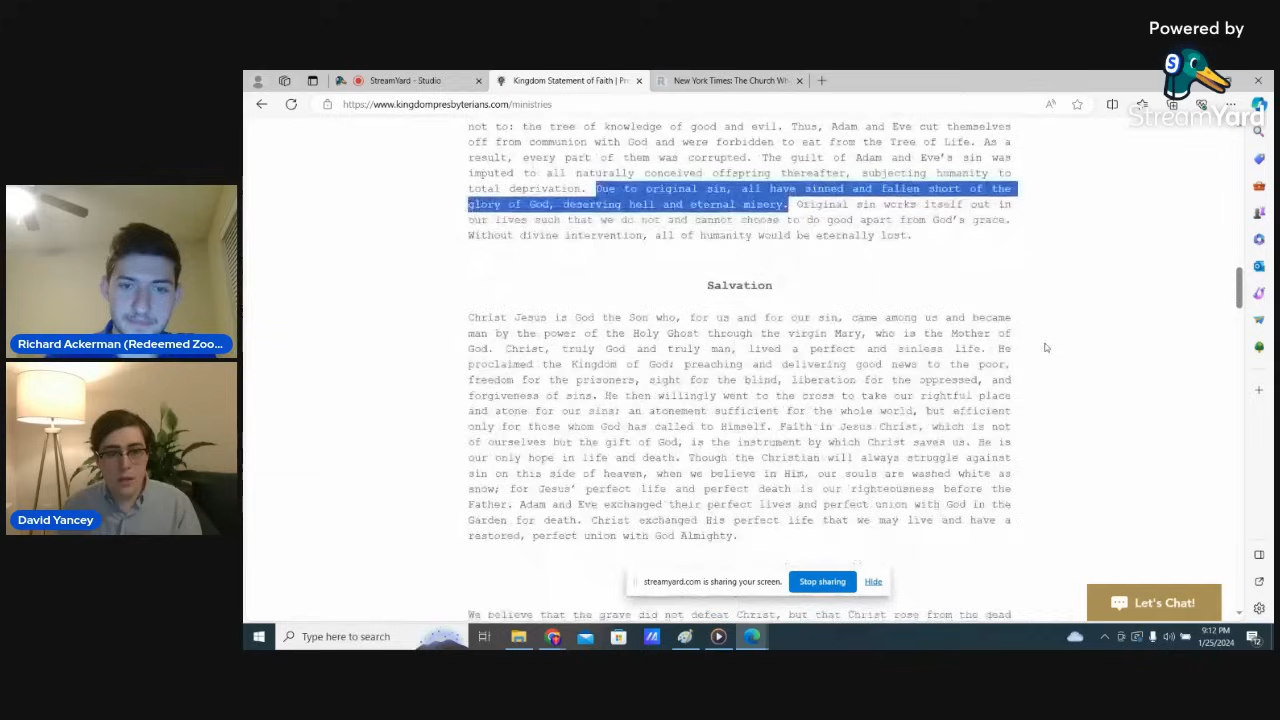 Powered by
StreamYard
StreamYard - Studio
Kingdom Statement of Faith | Pr
New York Times: The Church Wh
https://www.kingdompresbyterians.com/ministries
not to: the tree of knowledge of good and evil. Thus, Adam and Eve cut themselves
off from communion with God and were forbidden to eat from the Tree of Life. As a
result, every part of them was corrupted. The guilt of Adam and Eve's sin was
imputed to all naturally conceived offspring thereafter, subjecting humanity to
total deprivation. Due to original sin, all have sinned and fallen short of the
glory of God, deserving hell and eternal misery. Original sin works itself out in
our lives such that we do not and cannot choose to do good apart from God's grace.
Without divine intervention, all of humanity would be eternally lost.
Salvation
Christ Jesus is God the Son who, for us and for our sin, came among us and became
man by the power of the Holy Ghost through the virgin Mary, who is the Mother of
God. Christ, truly God and truly man, lived a perfect and sinless life. He
proclaimed the Kingdom of God: preaching and delivering good news to the poor,
freedom for the prisoners, sight for the blind, liberation for the oppressed, and
forgiveness of sins. He then willingly went to the cross to take our rightful place
and atone for our sins: an atonement sufficient for the whole world, but efficient
only for those whom God has called to Himself. Faith in Jesus Christ, which is not
of ourselves but the gift of God, is the instrument by which Christ saves us. He is
our only hope in life and death. Though the Christian will always struggle against
sin on this side of heaven, when we believe in Him, our souls are washed white as
snow; for Jesus' perfect life and perfect death is our righteousness before the
Father. Adam and Eve exchanged their perfect lives and perfect union with God in the
Garden for death. Christ exchanged His perfect life that we may live and have a
restored, perfect union with God Almighty.
We believe that the grave did not defeat Christ, but that Christ rose from the dead
streamyard.com is sharing your screen.
Stop sharing
Hide
Let's Chat!
Type here to search
9:12 PM
1/25/2024
Richard Ackerman (Redeemed Zoo...
David Yancey